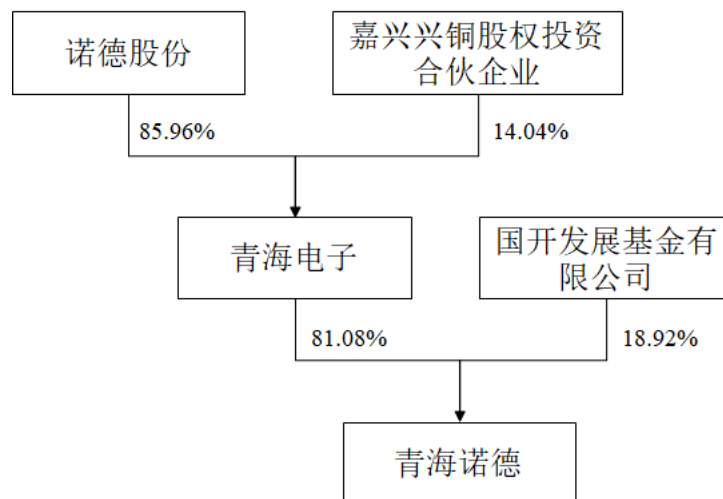 诺德股份
嘉兴兴铜股权投资
合伙企业
85.96%
14.04%
青海电子
国开发展基金有
限公司
81.08%
18.92%
青海诺德